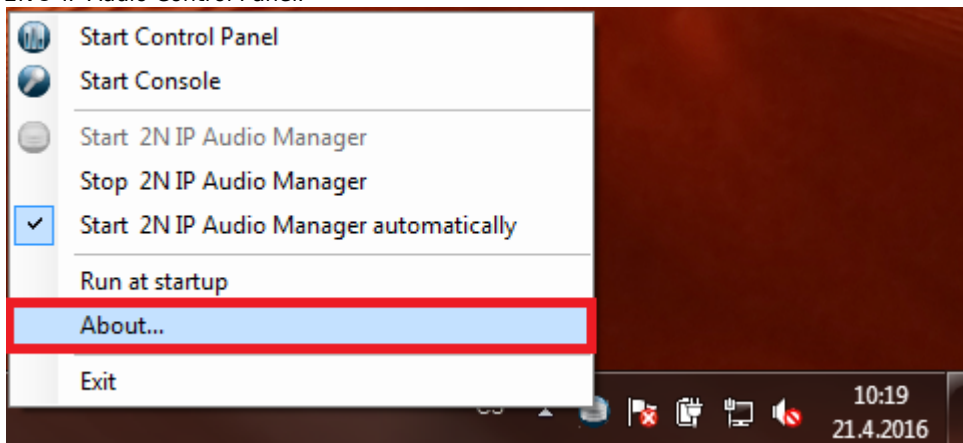 Start Control Panel
Start Console
Start 2N IP Audio Manager
Stop 2N IP Audio Manager
Start 2N IP Audio Manager automatically
Run at startup
About...
Exit
10:19
21.4.2016